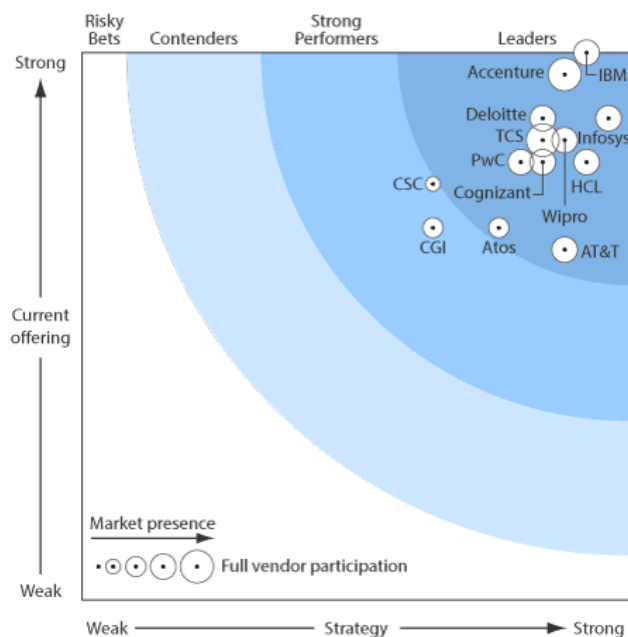 Risky
Bets
Contenders
Strong
Performers
Leaders
Strong
Accenture
IBM
Deloitte
TCS
Infosys
PwC
CSC
Cognizant
HCL
Wipro
CGI
Atos
AT&T
Current
offering
Market presence
Full vendor participation
Weak
Weak
Strategy
Strong